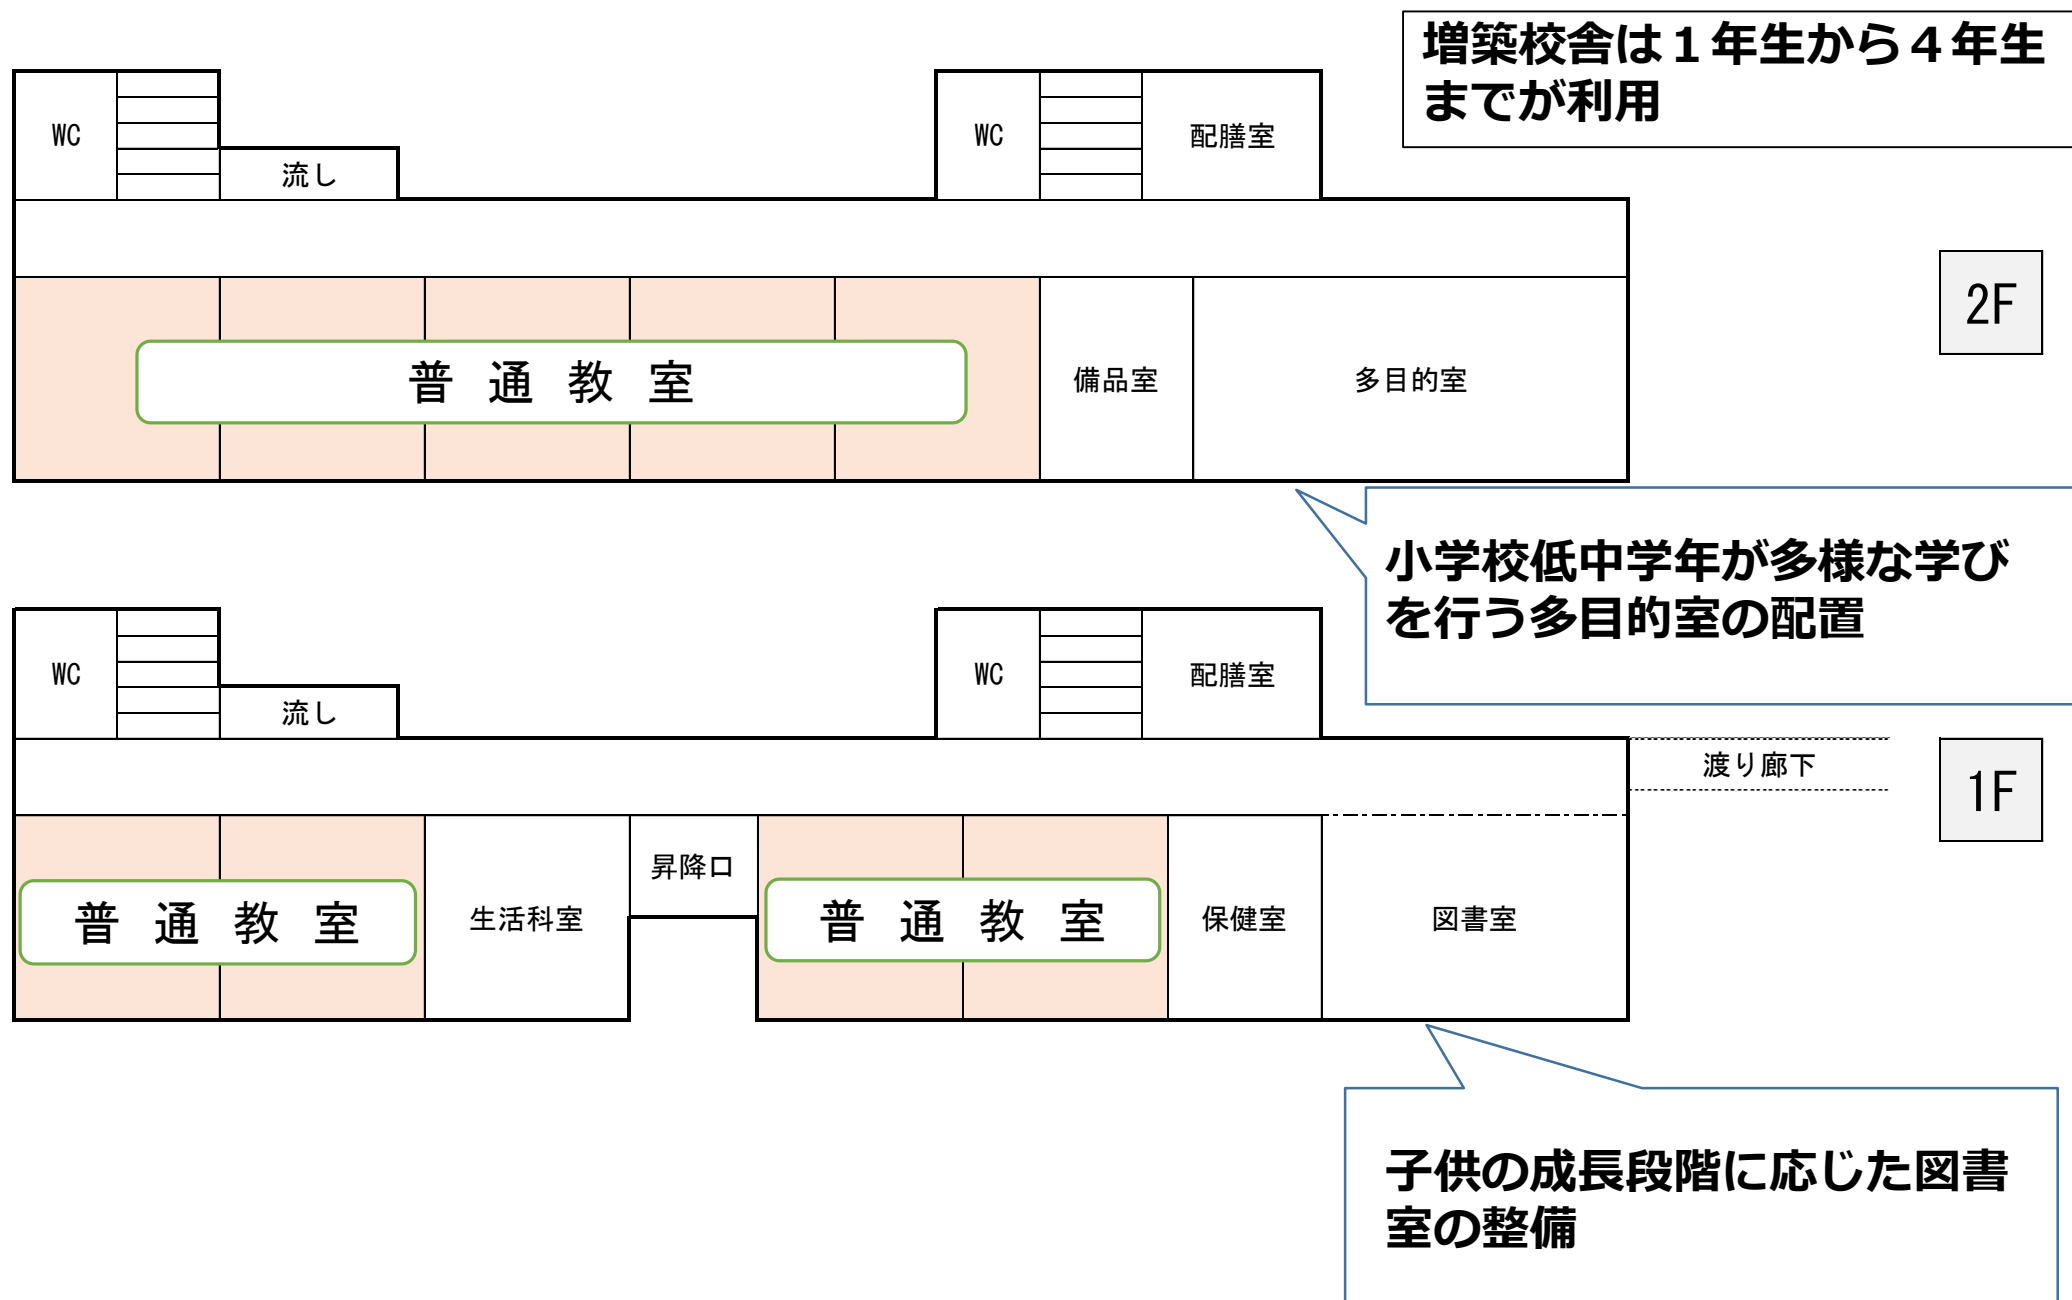 増築校舎は１年生から４年生
までが利用
WC
流し
WC
配膳室
2F
普通教室
備品室
多目的室
小学校低中学年が多様な学び
を行う多目的室の配置
WC
流し
WC
配膳室
渡り廊下
1F
普通教室
生活科室
昇降口
普通教室
保健室
図書室
子供の成長段階に応じた図書
室の整備